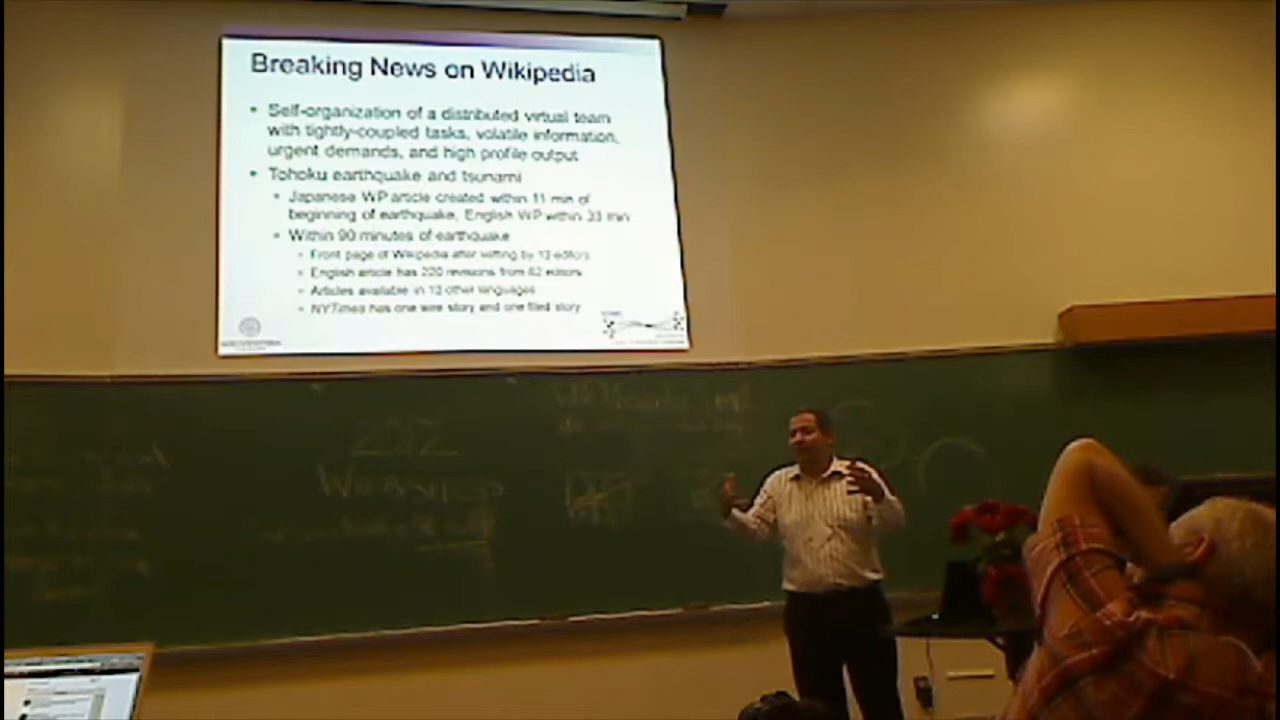 Breaking News on Wikipedia
• Self-organization of a distributed virtual team
with tightly-coupled tasks, volatile information,
urgent demands, and high profile output
• Tohoku earthquake and tsunami
• Japanese WP article created within 11 min of
beginning of earthquake, English WP within 33 min
• Within 90 minutes of earthquake
• Front page of Wikipedia after vetting by 12 editors
• English article has 220 revisions from 62 editors
• Articles available in 12 other languages
• NYTimes has one wire story and one filed story